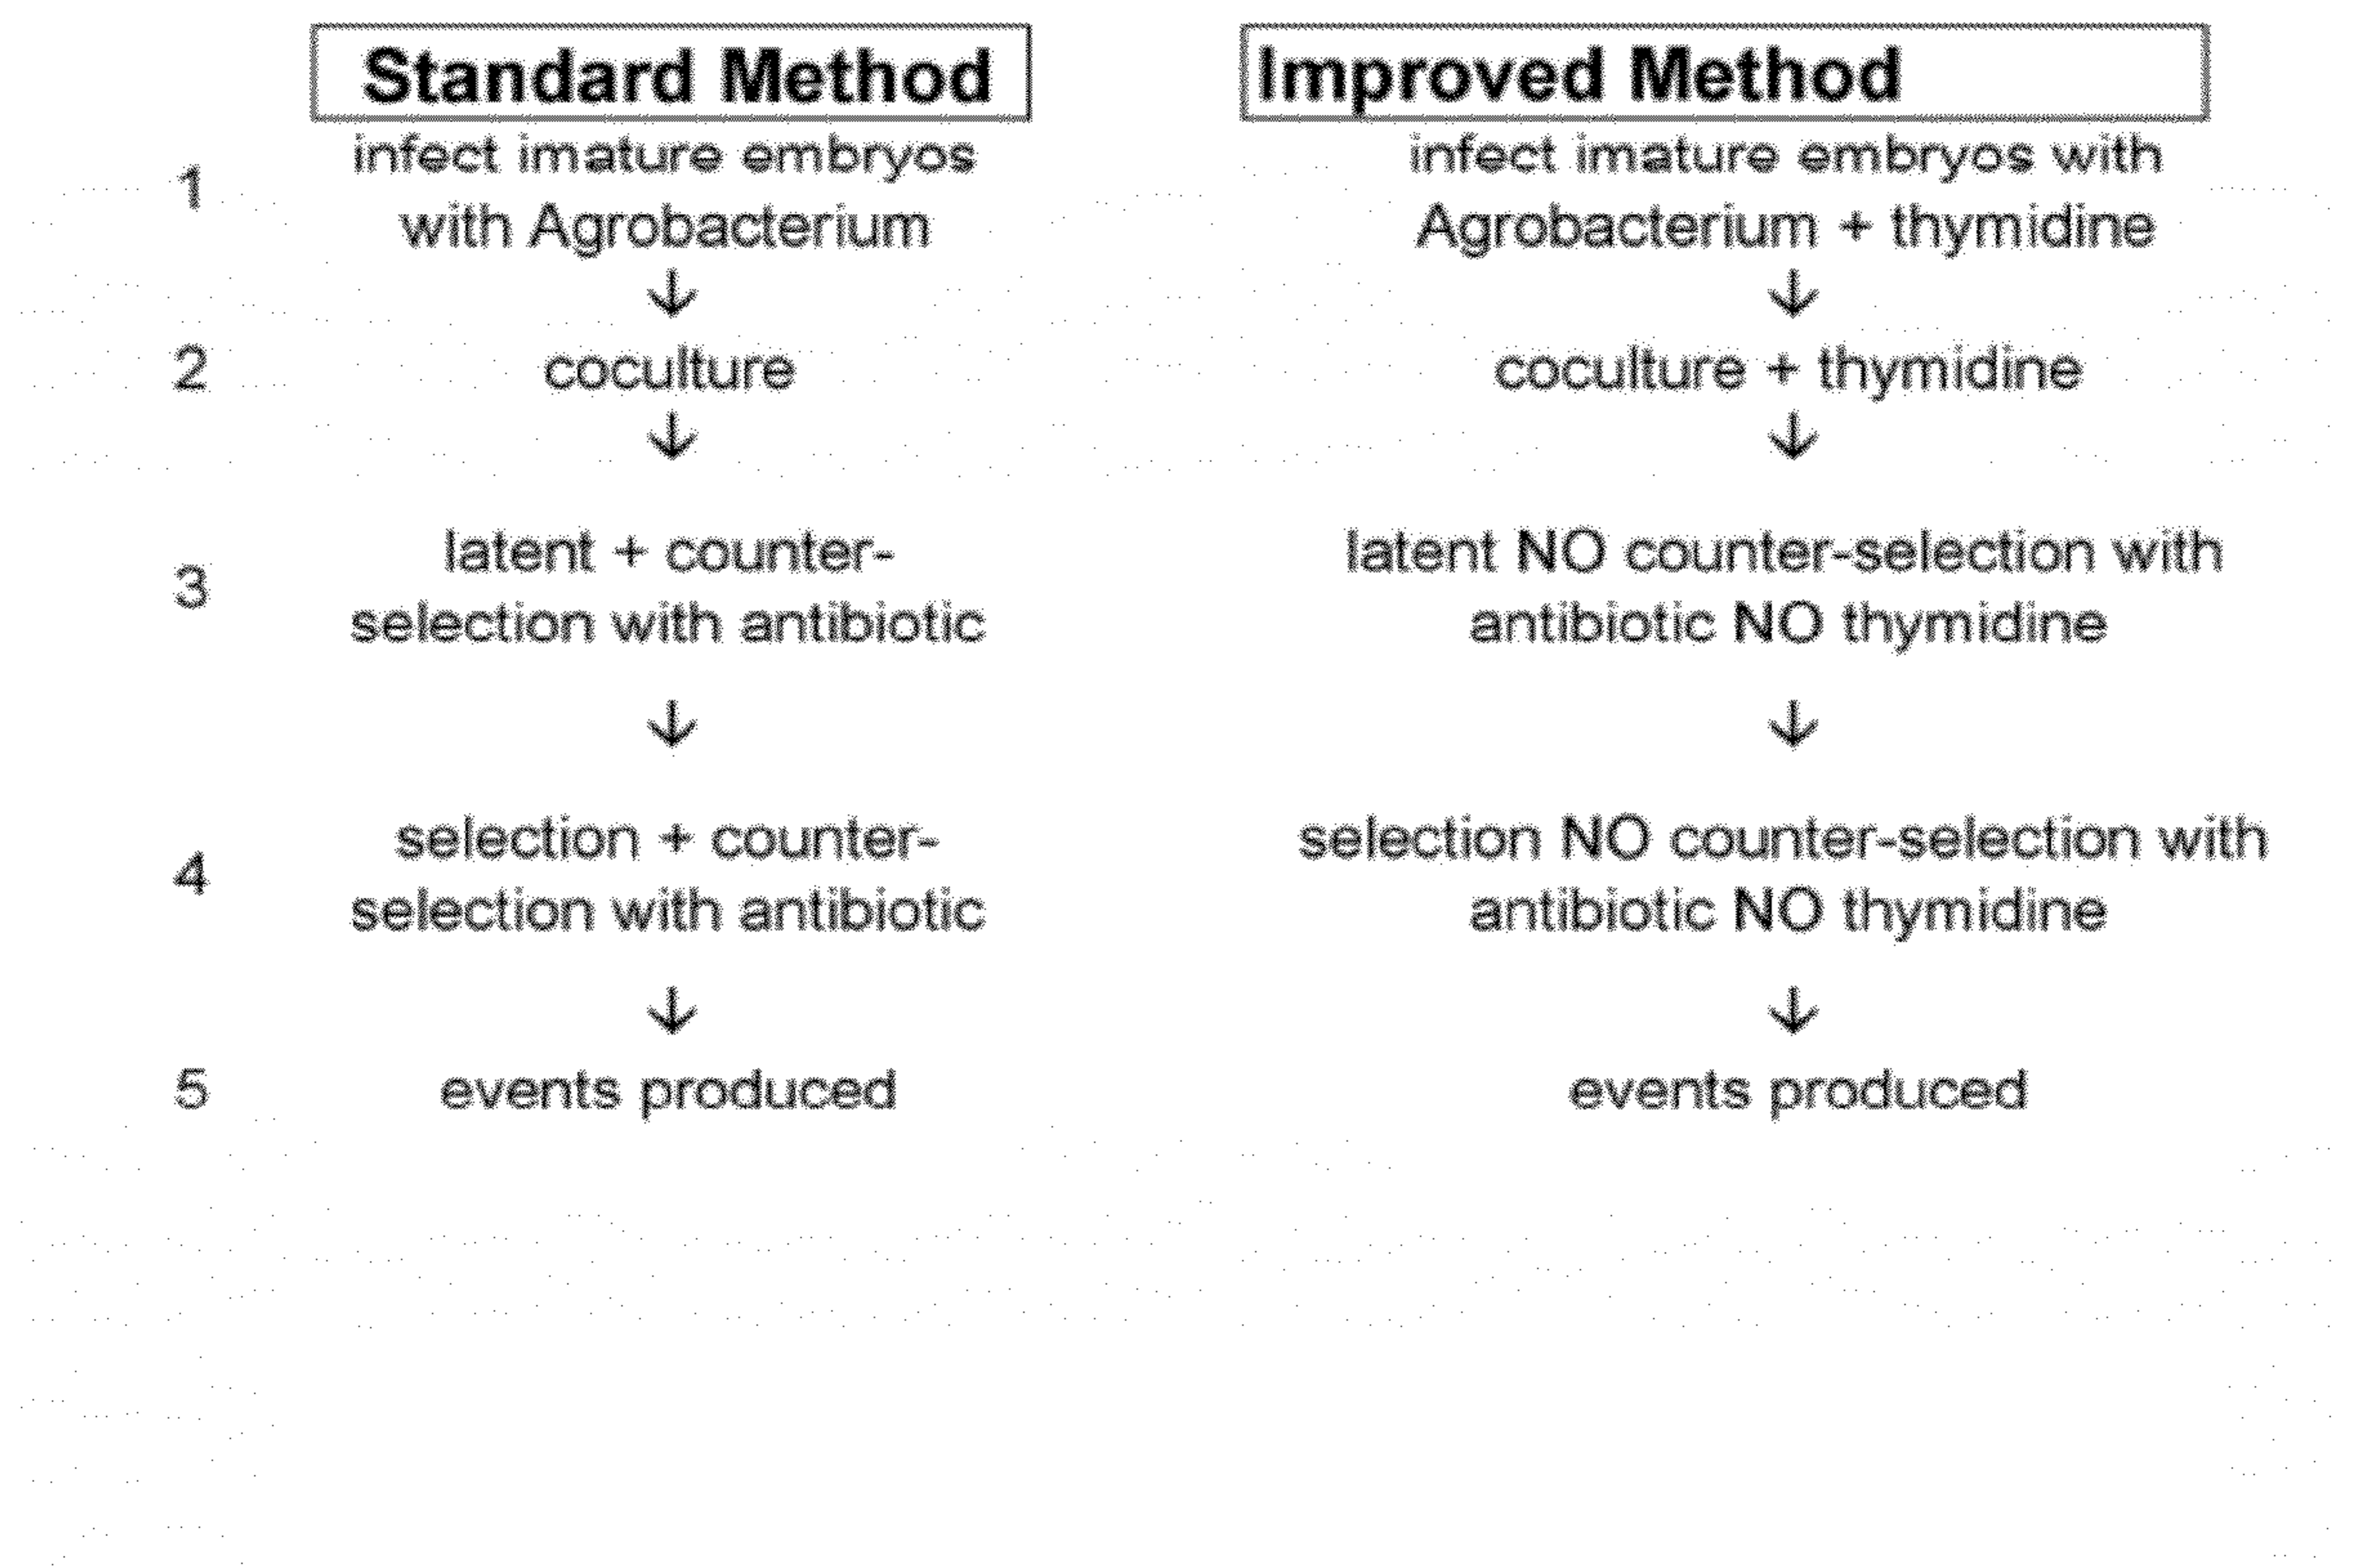 Standard Method
Improved Method
1
infect imature embryos
with Agrobacterium
infect imature embryos with
Agrobacterium + thymidine
↓
↓
2
coculture
coculture + thymidine
↓
↓
3
latent + counter-
selection with antibiotic
latent NO counter-selection with
antibiotic NO thymidine
↓
↓
4
selection + counter-
selection with antibiotic
selection NO counter-selection with
antibiotic NO thymidine
↓
↓
5
events produced
events produced